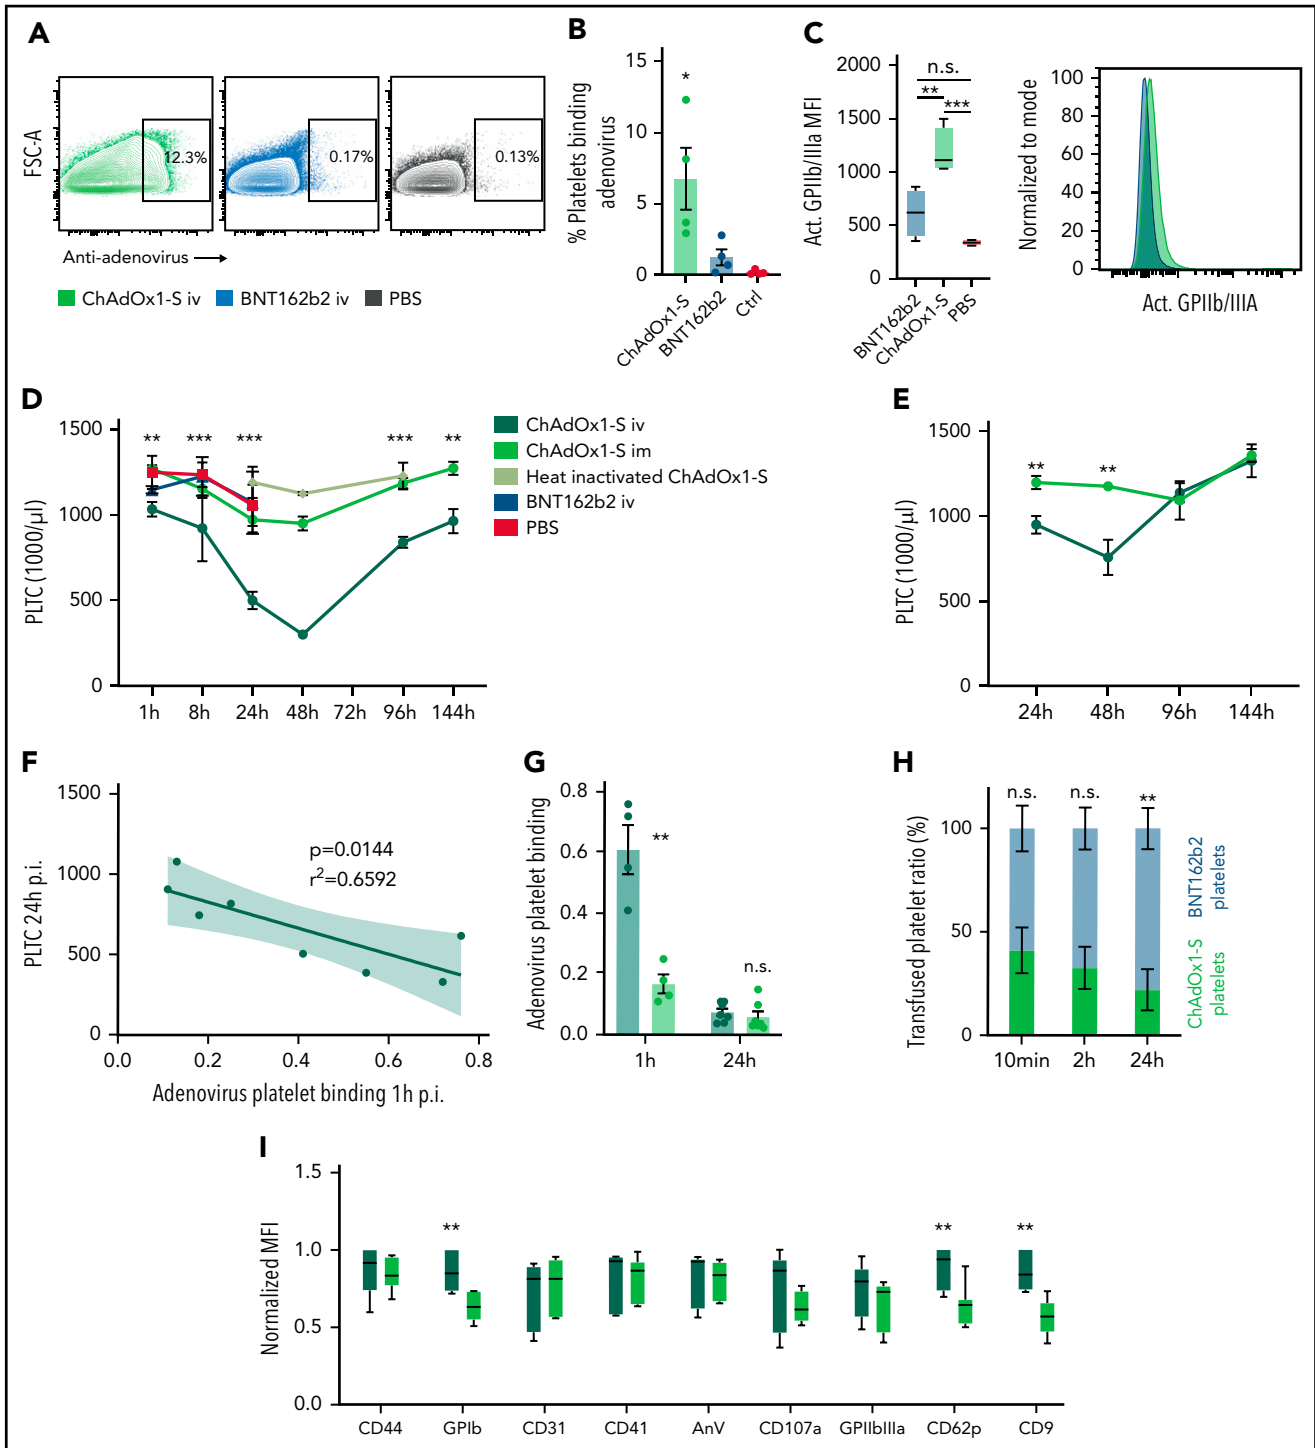 A
FSC-A
12.3%
0.17%
0.13%
Anti-adenovirus
ChAdOx1-S iv
BNT162b2 iv
PBS
B
% Platelets binding
adenovirus
15
10
5
0
*
ChAdOx1-S
BNT162b2
Ctrl
C
Act. GPIIb/IIIa MFI
2000
1500
1000
500
0
n.s.
**
***
BNT162b2
ChAdOx1-S
PBS
Normalized to mode
100
80
60
40
20
0
Act. GPIIb/IIIA
D
PLTC (1000/µl)
1500
1000
500
0
** *** *** *** **
1h 8h 24h 48h 72h 96h 144h
ChAdOx1-S iv
ChAdOx1-S im
Heat inactivated ChAdOx1-S
BNT162b2 iv
PBS
E
PLTC (1000/µl)
1500
1000
500
0
** **
24h 48h 96h 144h
F
PLTC 24h p.i.
1500
1000
500
0
p=0.0144
r²=0.6592
0.0 0.2 0.4 0.6 0.8
Adenovirus platelet binding 1h p.i.
G
Adenovirus platelet binding
0.8
0.6
0.4
0.2
0.0
**
n.s.
1h 24h
H
Transfused platelet ratio (%)
100
50
0
n.s. n.s. **
10min 2h 24h
BNT162b2
platelets
ChAdOx1-S
platelets
I
Normalized MFI
1.5
1.0
0.5
0.0
** ** **
CD44 GPIb CD31 CD41 AnV CD107a GPIIbIIIa CD62p CD9